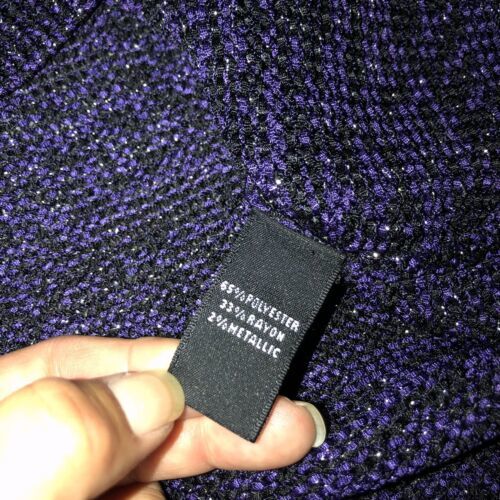 65% POLYESTER
33% RAYON
2% METALLIC